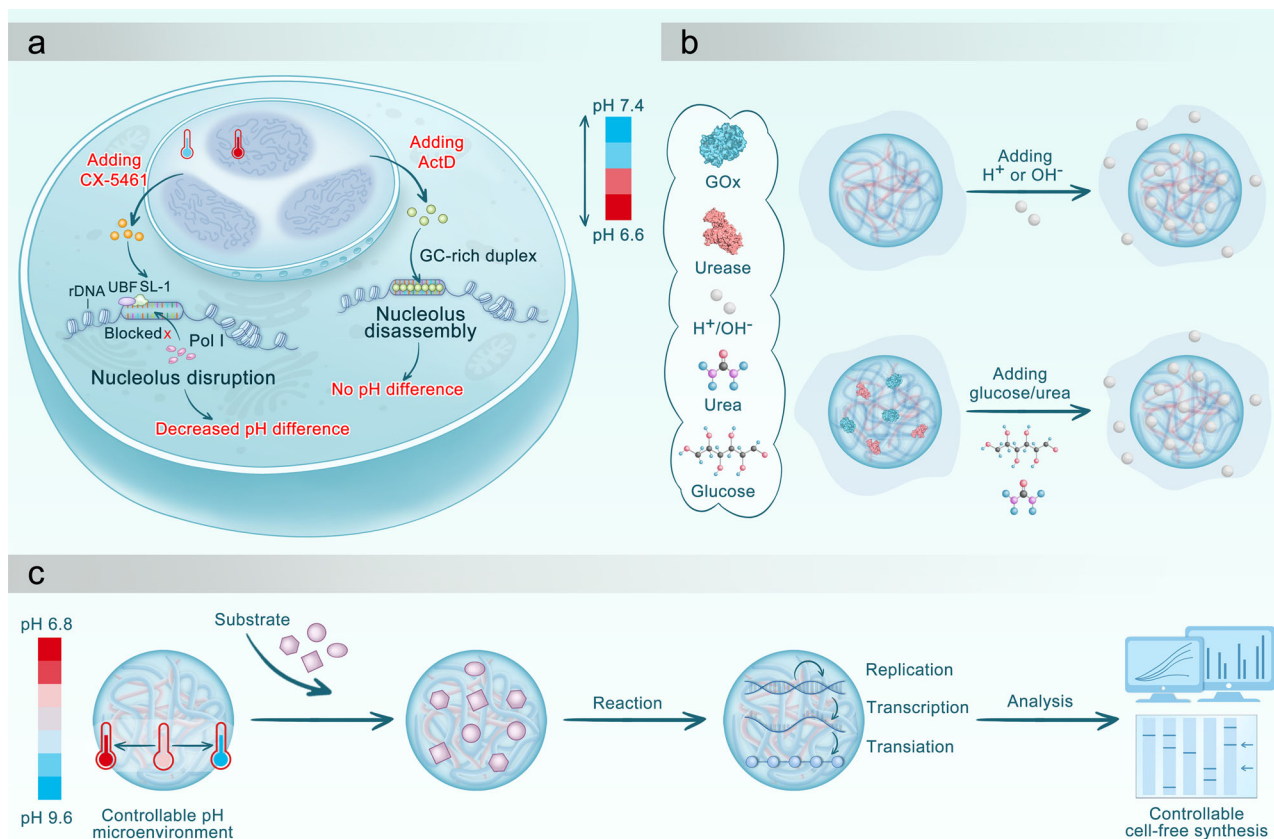 a
Adding
CX-5461
Adding
ActD
GC-rich duplex
rDNA
UBF
SL-1
Blocked
x
Pol I
Nucleolus disruption
Decreased pH difference
Nucleolus
disassembly
No pH difference
pH 7.4
pH 6.6
b
GOx
Urease
H⁺/OH⁻
Urea
Glucose
Adding
H⁺ or OH⁻
Adding
glucose/urea
c
pH 6.8
pH 9.6
Substrate
Controllable pH
microenvironment
Reaction
Replication
Transcription
Transiation
Analysis
Controllable
cell-free synthesis